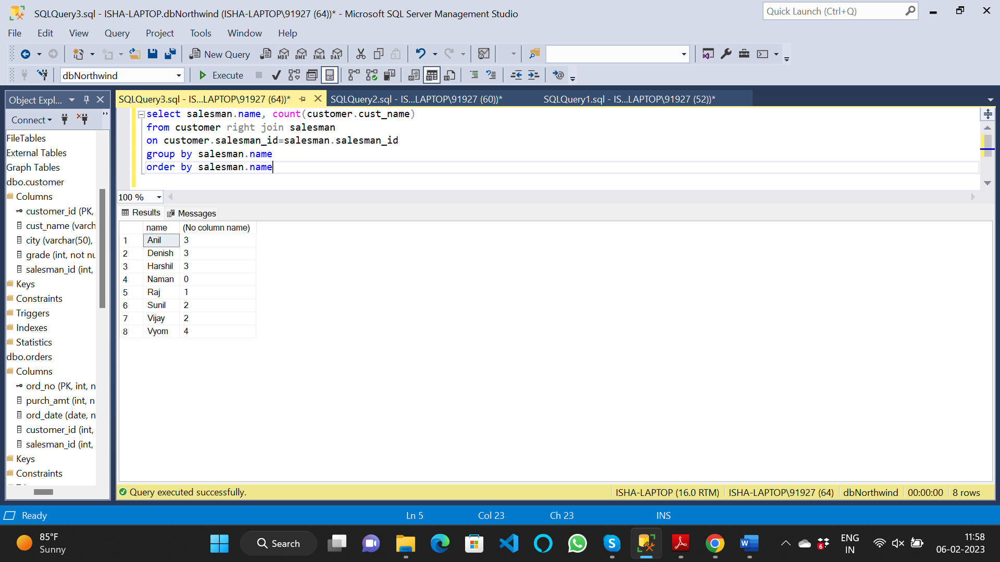 SQLQuery3.sql - ISHA-LAPTOP.dbNorthwind (ISHA-LAPTOP\91927 (64))* - Microsoft SQL Server Management Studio
Quick Launch (Ctrl+Q)
File Edit View Query Project Tools Window Help
New Query MDX DMX XMLA DAX
dbNorthwind Execute
Object Expl...
SQLQuery3.sql - IS...LAPTOP\91927 (64))* SQLQuery2.sql - IS...LAPTOP\91927 (60))* SQLQuery1.sql - IS...LAPTOP\91927 (52))*
Connect
FileTables
External Tables
Graph Tables
dbo.customer
Columns
customer_id (PK,
cust_name (varch
city (varchar(50),
grade (int, not nu
salesman_id (int,
Keys
Constraints
Triggers
Indexes
Statistics
dbo.orders
Columns
ord_no (PK, int, n
purch_amt (int, n
ord_date (date, n
customer_id (int,
salesman_id (int,
Keys
Constraints
select salesman.name, count(customer.cust_name)
from customer right join salesman
on customer.salesman_id=salesman.salesman_id
group by salesman.name
order by salesman.name
100 %
Results Messages
name (No column name)
1 Anil 3
2 Denish 3
3 Harshil 3
4 Naman 0
5 Raj 1
6 Sunil 2
7 Vijay 2
8 Vyom 4
Query executed successfully. ISHA-LAPTOP (16.0 RTM) ISHA-LAPTOP\91927 (64) dbNorthwind 00:00:00 8 rows
Ready Ln 5 Col 23 Ch 23 INS
85°F
Sunny
Search
6
ENG
IN
11:58
06-02-2023